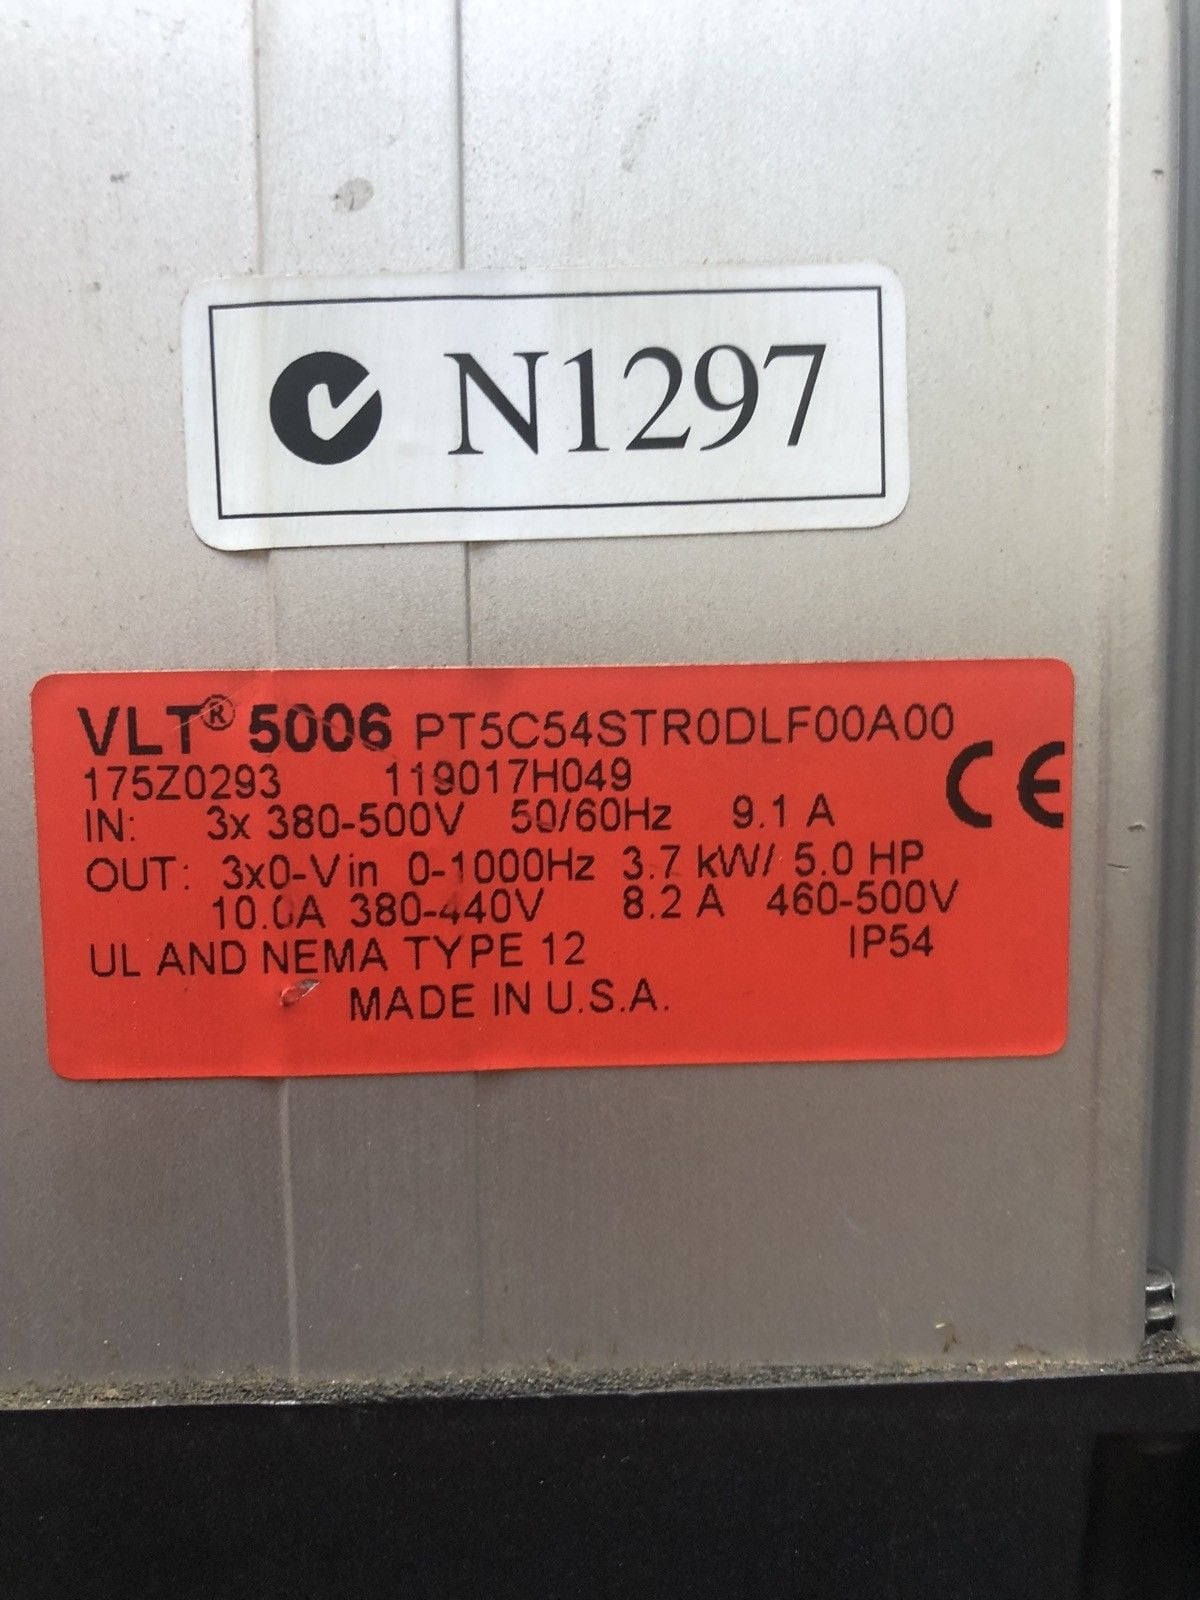 N1297
VLT® 5006 PT5C54STR0DLF00A00
175Z0293 119017H049
CE
IN: 3x 380-500V 50/60Hz 9.1 A
OUT: 3x0-Vin 0-1000Hz 3.7 kW/ 5.0 HP
10.0A 380-440V 8.2 A 460-500V
UL AND NEMA TYPE 12 IP54
MADE IN U.S.A.